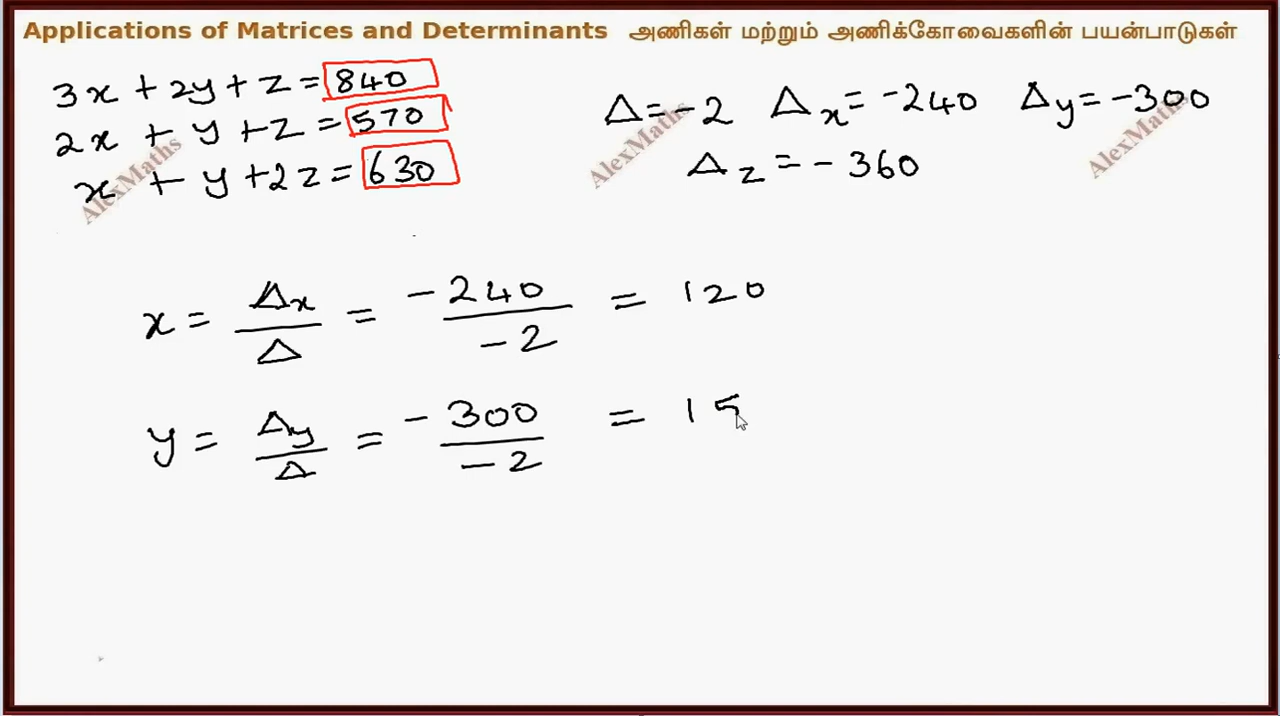 Applications of Matrices and Determinants அணிகள் மற்றும் அணிக்கோவைகளின் பயன்பாடுகள்
3x + 2y + z = 840
2x + y + z = 570
x + y + 2z = 630
Δ = -2 Δx = -240 Δy = -300
Δz = -360
AlexMaths
AlexMaths
AlexMaths
x = Δx/Δ = -240/-2 = 120
y = Δy/Δ = -300/-2 = 15